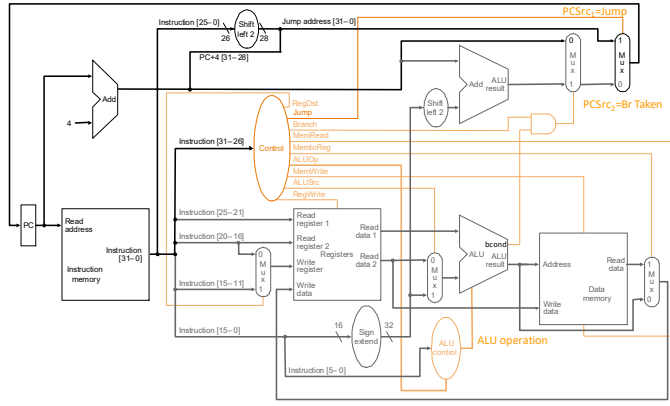 Instruction [25–0]
Shift
left 2
Jump address [31–0]
PCSrc1=Jump
26
28
PC+4 [31–28]
0
M
u
x
1
1
M
u
x
0
Add
4
Add
ALU
result
Shift
left 2
PCSrc2=Br Taken
RegDst
Jump
Branch
MemRead
MemtoReg
ALUOp
MemWrite
ALUSrc
RegWrite
Control
Instruction [31–26]
PC
Read
address
Instruction
[31–0]
Instruction
memory
Instruction [25–21]
Instruction [20–16]
Instruction [15–11]
Instruction [15–0]
0
M
u
x
1
Read
register 1
Read
register 2
Registers
Write
register
Write
data
Read
data 1
Read
data 2
0
M
u
x
1
bcond
ALU
ALU
result
Address
Read
data
Data
memory
Write
data
1
M
u
x
0
16
Sign
extend
32
ALU
control
ALU operation
Instruction [5–0]